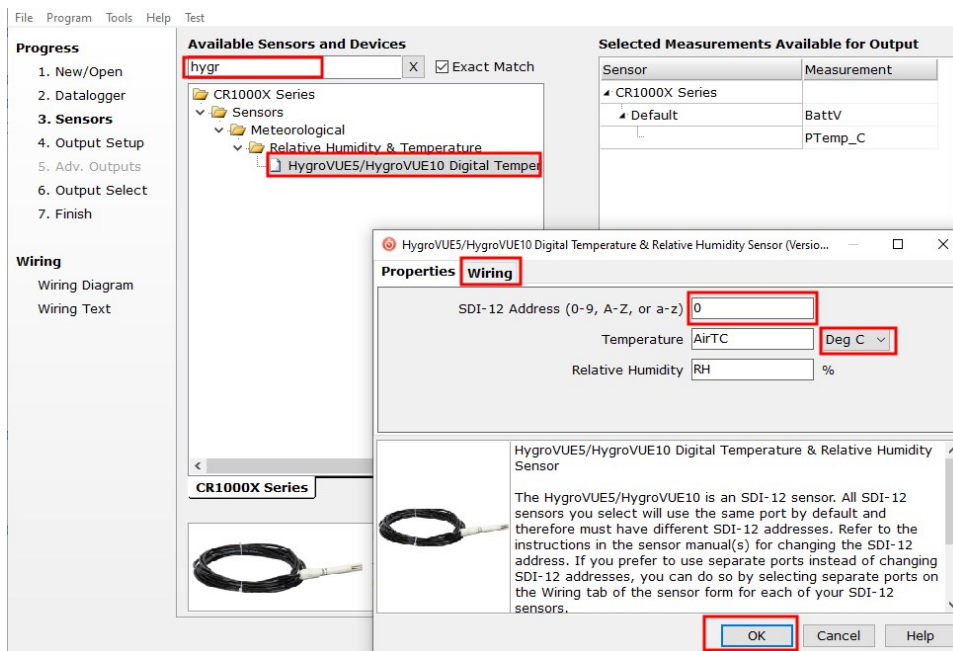 File Program Tools Help Test
Progress
1. New/Open
2. Datalogger
3. Sensors
4. Output Setup
5. Adv. Outputs
6. Output Select
7. Finish
Wiring
Wiring Diagram
Wiring Text
Available Sensors and Devices
hygr X Exact Match
CR1000X Series
Sensors
Meteorological
Relative Humidity & Temperature
HygroVUE5/HygroVUE10 Digital Temper
CR1000X Series
Selected Measurements Available for Output
Sensor Measurement
CR1000X Series
Default BattV
PTemp_C
HygroVUE5/HygroVUE10 Digital Temperature & Relative Humidity Sensor (Versio...
Properties Wiring
SDI-12 Address (0-9, A-Z, or a-z) 0
Temperature AirTC Deg C
Relative Humidity RH %
HygroVUE5/HygroVUE10 Digital Temperature & Relative Humidity
Sensor
The HygroVUE5/HygroVUE10 is an SDI-12 sensor. All SDI-12
sensors you select will use the same port by default and
therefore must have different SDI-12 addresses. Refer to the
instructions in the sensor manual(s) for changing the SDI-12
address. If you prefer to use separate ports instead of changing
SDI-12 addresses, you can do so by selecting separate ports on
the Wiring tab of the sensor form for each of your SDI-12
sensors.
OK Cancel Help